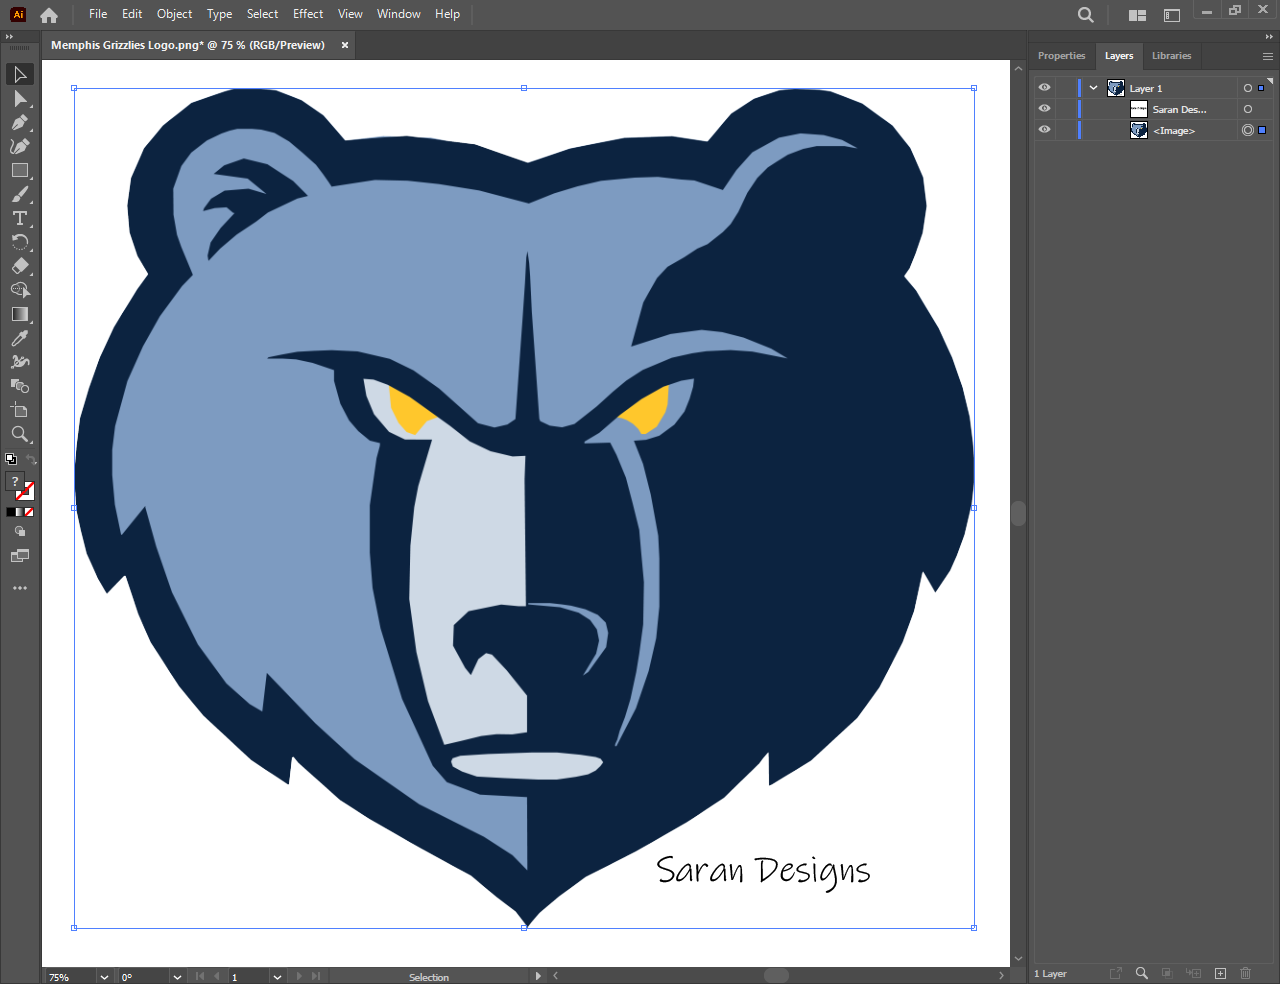 Ai File Edit Object Type Select Effect View Window Help
Memphis Grizzlies Logo.png* @ 75 % (RGB/Preview) ×
Properties Layers Libraries
Layer 1
Saran Des...
<Image>
T
?
Saran Designs
75% 0° 1 Selection
1 Layer